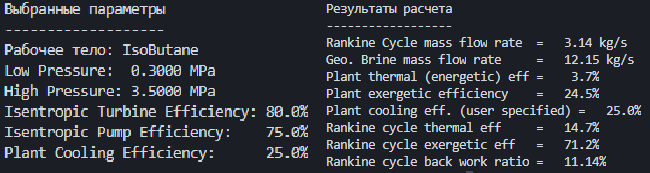 Выбранные параметры
-------------------
Рабочее тело: IsoButane
Low Pressure:  0.3000 MPa
High Pressure: 3.5000 MPa
Isentropic Turbine Efficiency: 80.0%
Isentropic Pump Efficiency:    75.0%
Plant Cooling Efficiency:      25.0%
Результаты расчета
------------------
Rankine Cycle mass flow rate  =   3.14 kg/s
Geo. Brine mass flow rate     =  12.15 kg/s
Plant thermal (energetic) eff =   3.7%
Plant exergetic efficiency    =  24.5%
Plant cooling eff. (user specified) =   25.0%
Rankine cycle thermal eff     =  14.7%
Rankine cycle exergetic eff   =  71.2%
Rankine cycle back work ratio =  11.14%